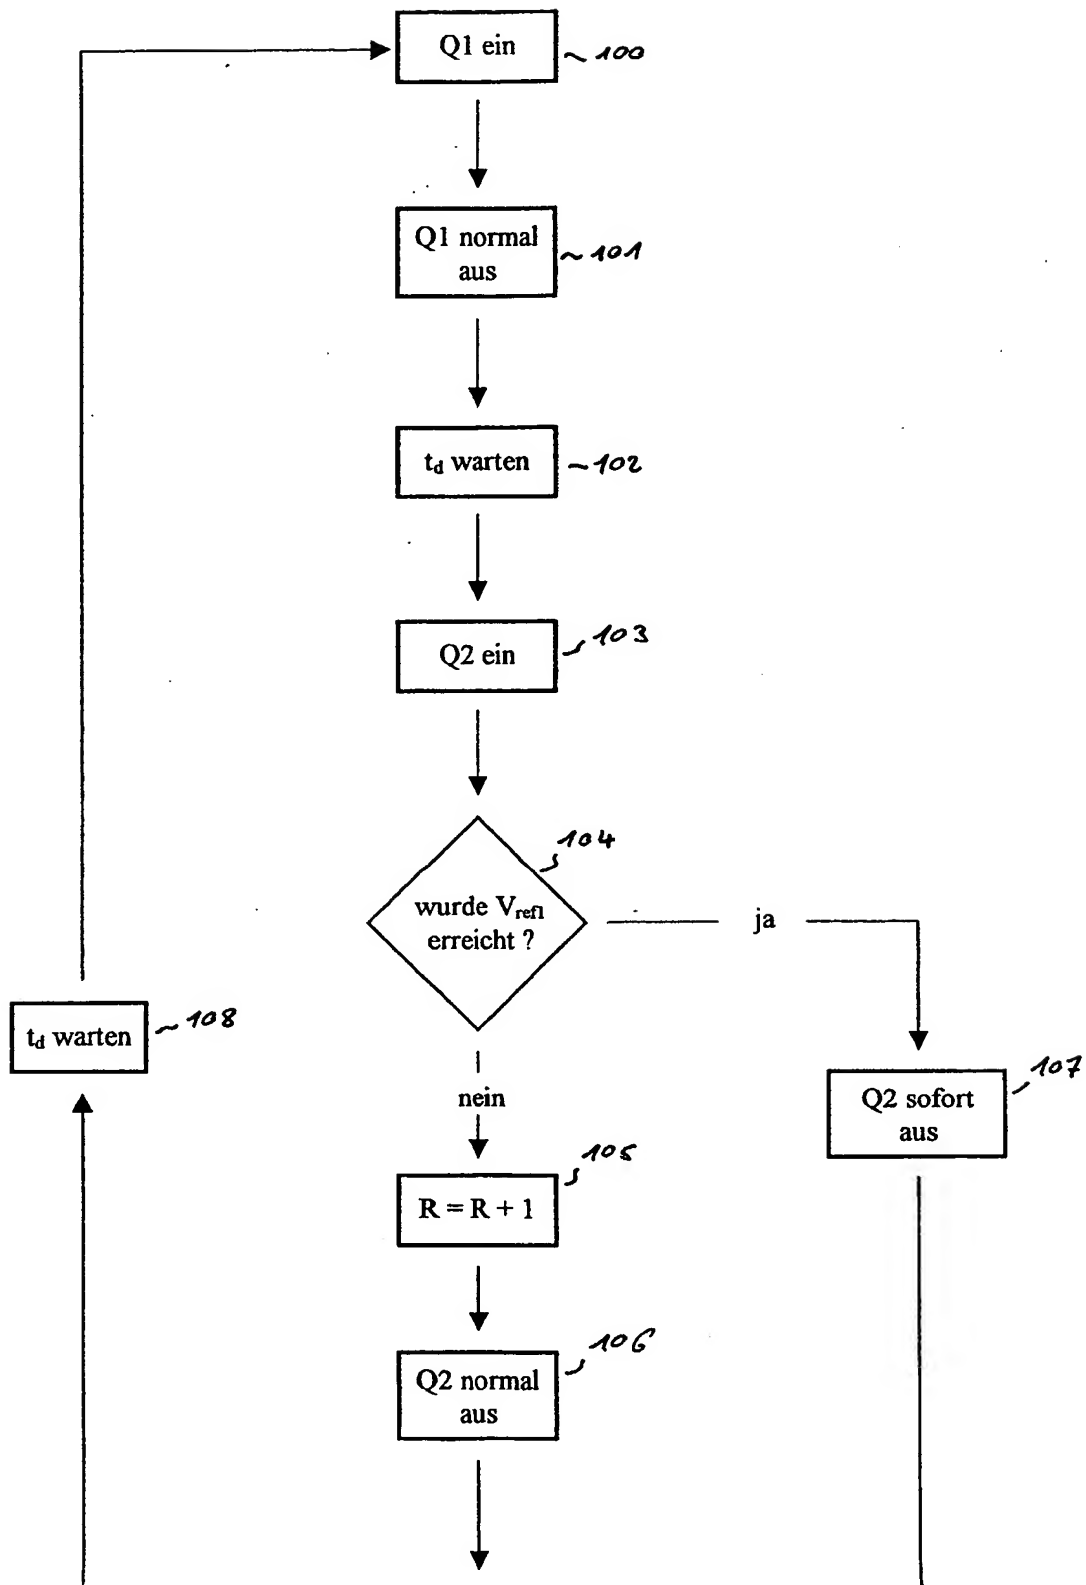 Q1 ein
100
Q1 normal
aus
101
td warten
102
Q2 ein
103
104
wurde Vref1
erreicht ?
ja
td warten
108
nein
Q2 sofort
aus
107
105
R = R + 1
106
Q2 normal
aus